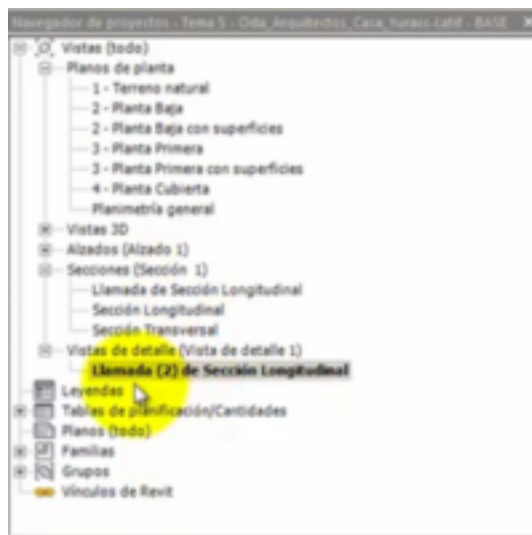 Navegador de proyectos - Tema 5 - Oda_Arquitectos_Casa_Yuraco-Latif - BASE
Vistas (todo)
Planos de planta
1 - Terreno natural
2 - Planta Baja
2 - Planta Baja con superficies
3 - Planta Primera
3 - Planta Primera con superficies
4 - Planta Cubierta
Planimetría general
Vistas 3D
Alzados (Alzado 1)
Secciones (Sección 1)
Llamada de Sección Longitudinal
Sección Longitudinal
Sección Transversal
Vistas de detalle (Vista de detalle 1)
Llamada (2) de Sección Longitudinal
Leyendas
Tablas de planificación/Cantidades
Planos (todo)
Familias
Grupos
Vínculos de Revit